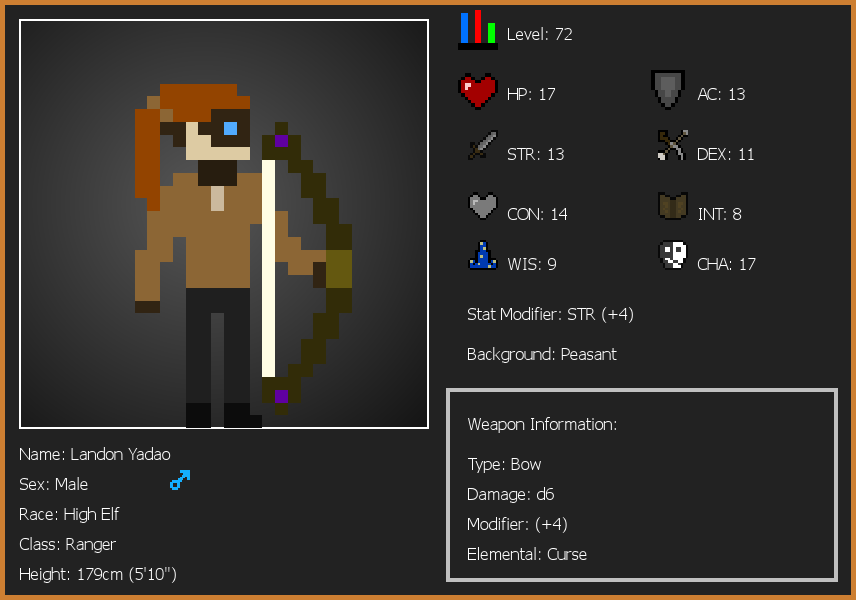 Level: 72
HP: 17
AC: 13
STR: 13
DEX: 11
CON: 14
INT: 8
WIS: 9
CHA: 17
Stat Modifier: STR (+4)
Background: Peasant
Name: Landon Yadao
Sex: Male
Race: High Elf
Class: Ranger
Height: 179cm (5'10")
Weapon Information:
Type: Bow
Damage: d6
Modifier: (+4)
Elemental: Curse